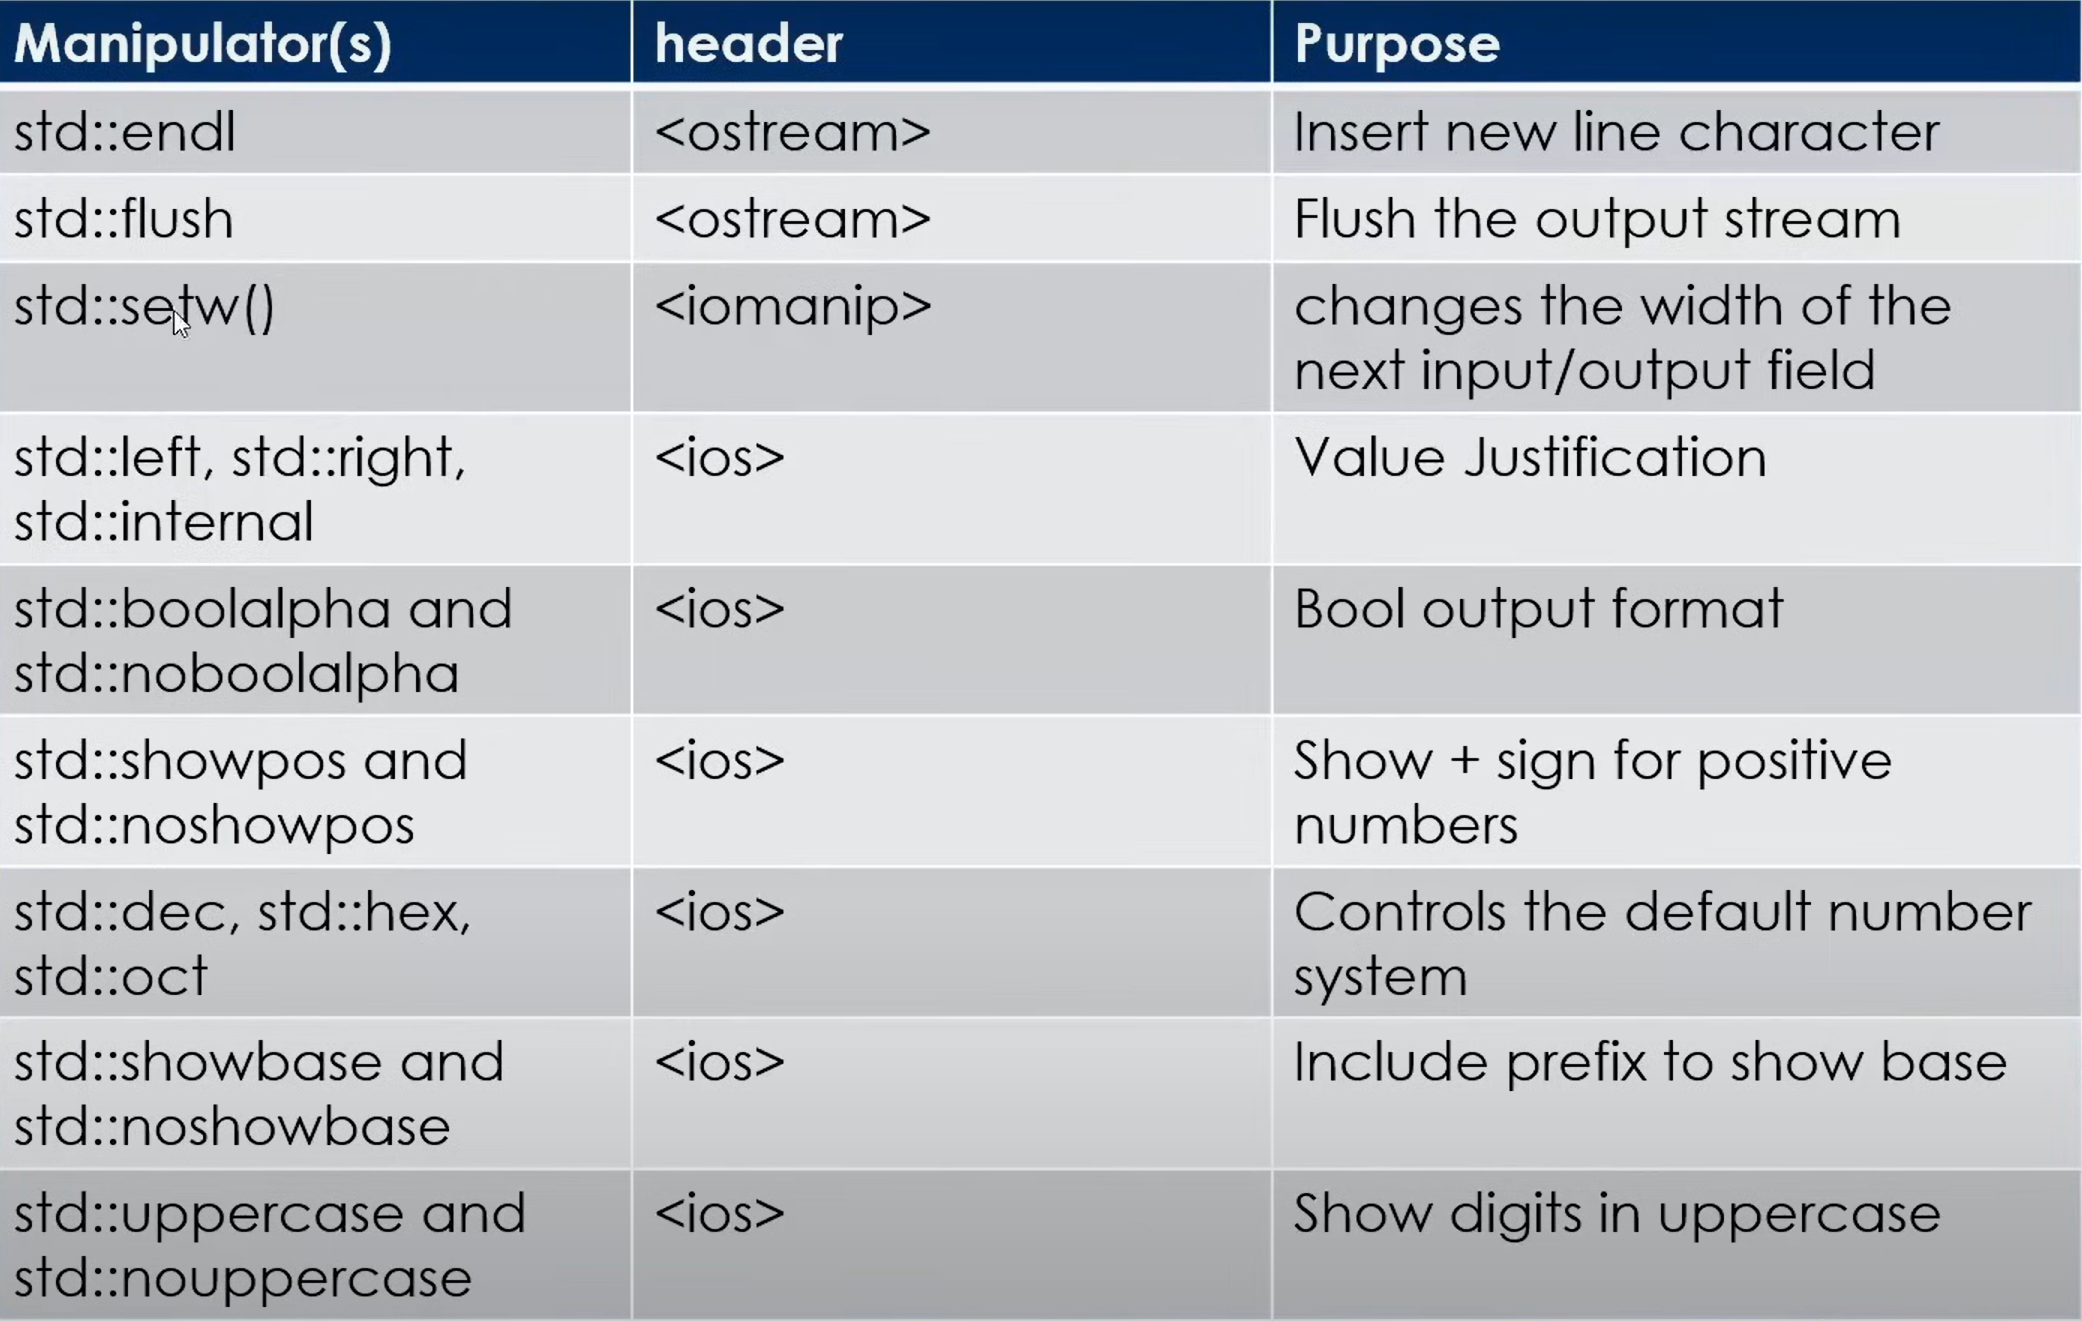 Manipulator(s) header Purpose
std::endl <ostream> Insert new line character
std::flush <ostream> Flush the output stream
std::setw() <iomanip> changes the width of the
next input/output field
std::left, std::right, <ios> Value Justification
std::internal
std::boolalpha and <ios> Bool output format
std::noboolalpha
std::showpos and <ios> Show + sign for positive
std::noshowpos numbers
std::dec, std::hex, <ios> Controls the default number
std::oct system
std::showbase and <ios> Include prefix to show base
std::noshowbase
std::uppercase and <ios> Show digits in uppercase
std::nouppercase